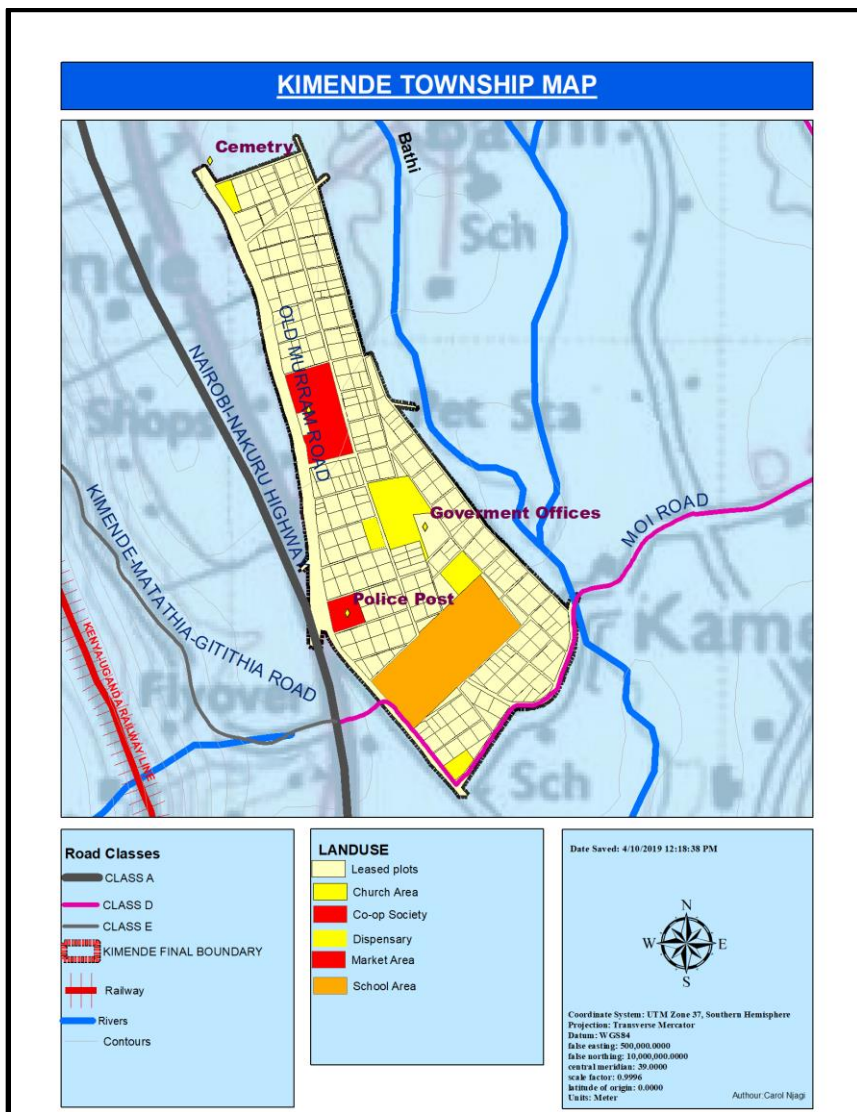 KIMENDE TOWNSHIP MAP
Cemetry
Bathi
Sch
nde
OLD MURRAM ROAD
NAIROBI-NAKURU HIGHWAY
Shops
Pet Sta
KIMENDE-MATATHIA-GITITHIA ROAD
Goverment Offices
MOI ROAD
Police Post
Kame
KENYA-UGANDA RAILWAY LINE
Flyove
Sch
Road Classes
CLASS A
CLASS D
CLASS E
KIMENDE FINAL BOUNDARY
Railway
Rivers
Contours
LANDUSE
Leased plots
Church Area
Co-op Society
Dispensary
Market Area
School Area
Date Saved: 4/10/2019 12:18:38 PM
N
W E
S
Coordinate System: UTM Zone 37, Southern Hemisphere
Projection: Transverse Mercator
Datum: WGS84
false easting: 500,000.0000
false northing: 10,000,000.0000
central meridian: 39.0000
scale factor: 0.9996
latitude of origin: 0.0000
Units: Meter
Authour:Carol Njagi